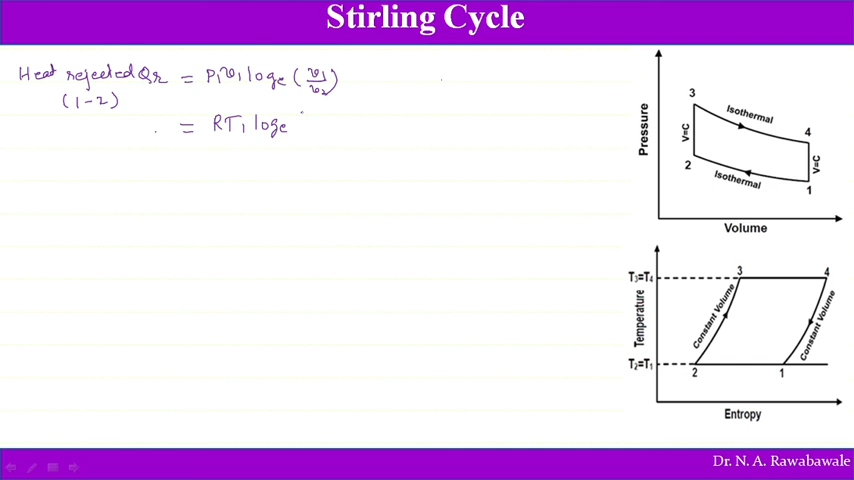 Stirling Cycle
Heat rejected Qr = P₁v₁ loge (v₁/v₂)
(1-2)
= RT₁ loge
Pressure
3
Isothermal
4
V=C
V=C
2
Isothermal
1
Volume
T₃=T₄
3
4
Temperature
Constant Volume
Constant Volume
T₂=T₁
2
1
Entropy
Dr. N. A. Rawabawale